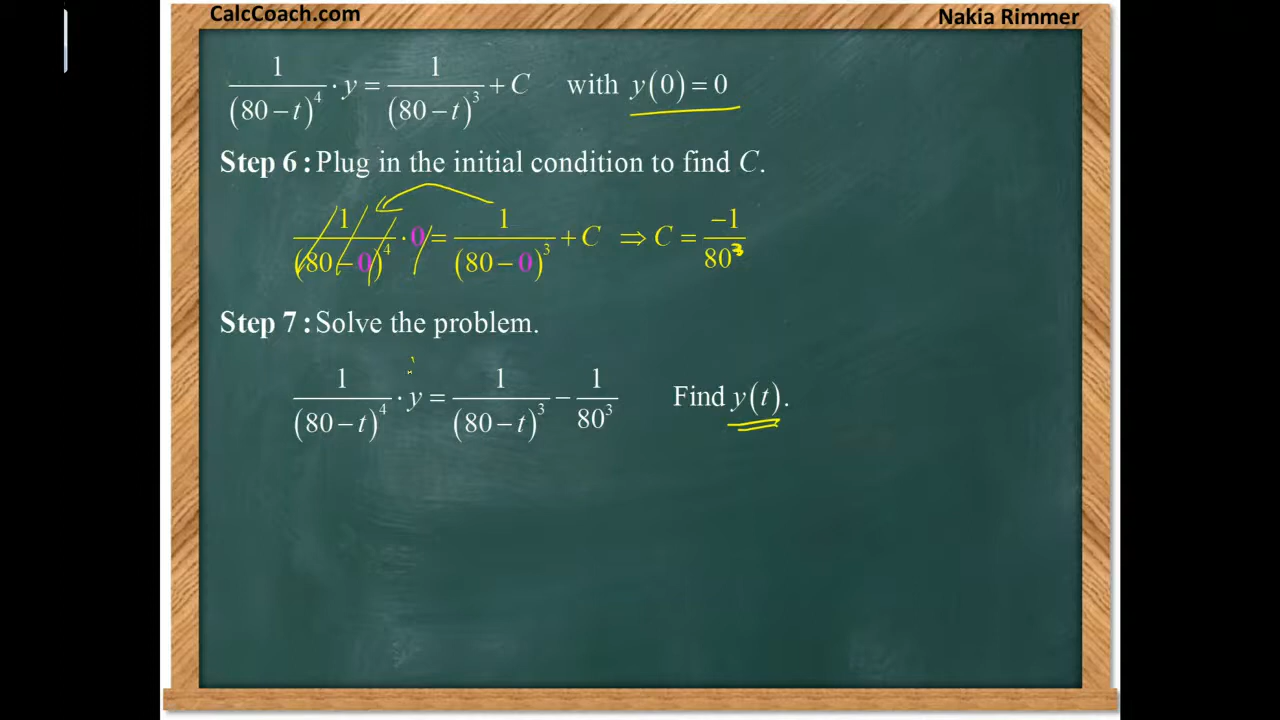 CalcCoach.com Nakia Rimmer
1/(80 − t)^4 · y = 1/(80 − t)^3 + C with y(0) = 0
Step 6 : Plug in the initial condition to find C.
1/(80 − 0)^4 · 0 = 1/(80 − 0)^3 + C ⇒ C = −1/80^3
Step 7 : Solve the problem.
1/(80 − t)^4 · y = 1/(80 − t)^3 − 1/80^3 Find y(t).